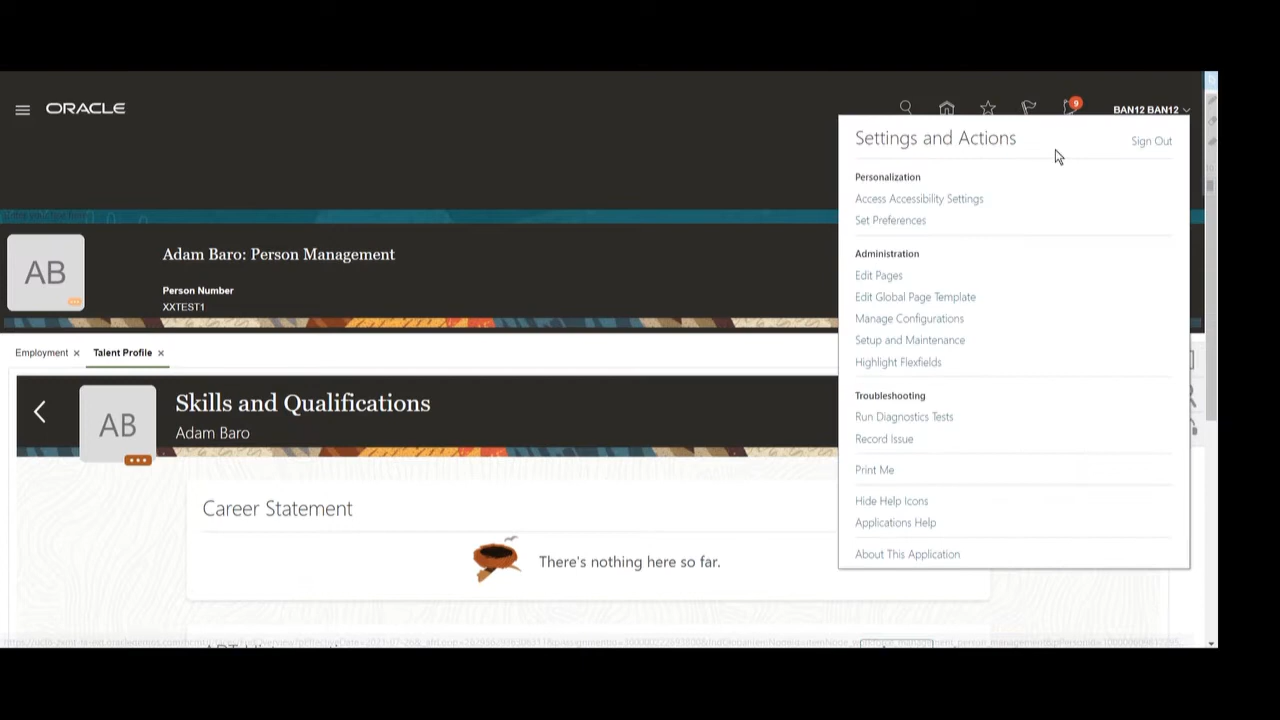 ORACLE
9
BAN12 BAN12
Settings and Actions
Sign Out
Personalization
Access Accessibility Settings
Set Preferences
Administration
Edit Pages
Edit Global Page Template
Manage Configurations
Setup and Maintenance
Highlight Flexfields
Troubleshooting
Run Diagnostics Tests
Record Issue
Print Me
Hide Help Icons
Applications Help
About This Application
AB
Adam Baro: Person Management
Person Number
XXTEST1
Employment
Talent Profile
AB
Skills and Qualifications
Adam Baro
Career Statement
There's nothing here so far.